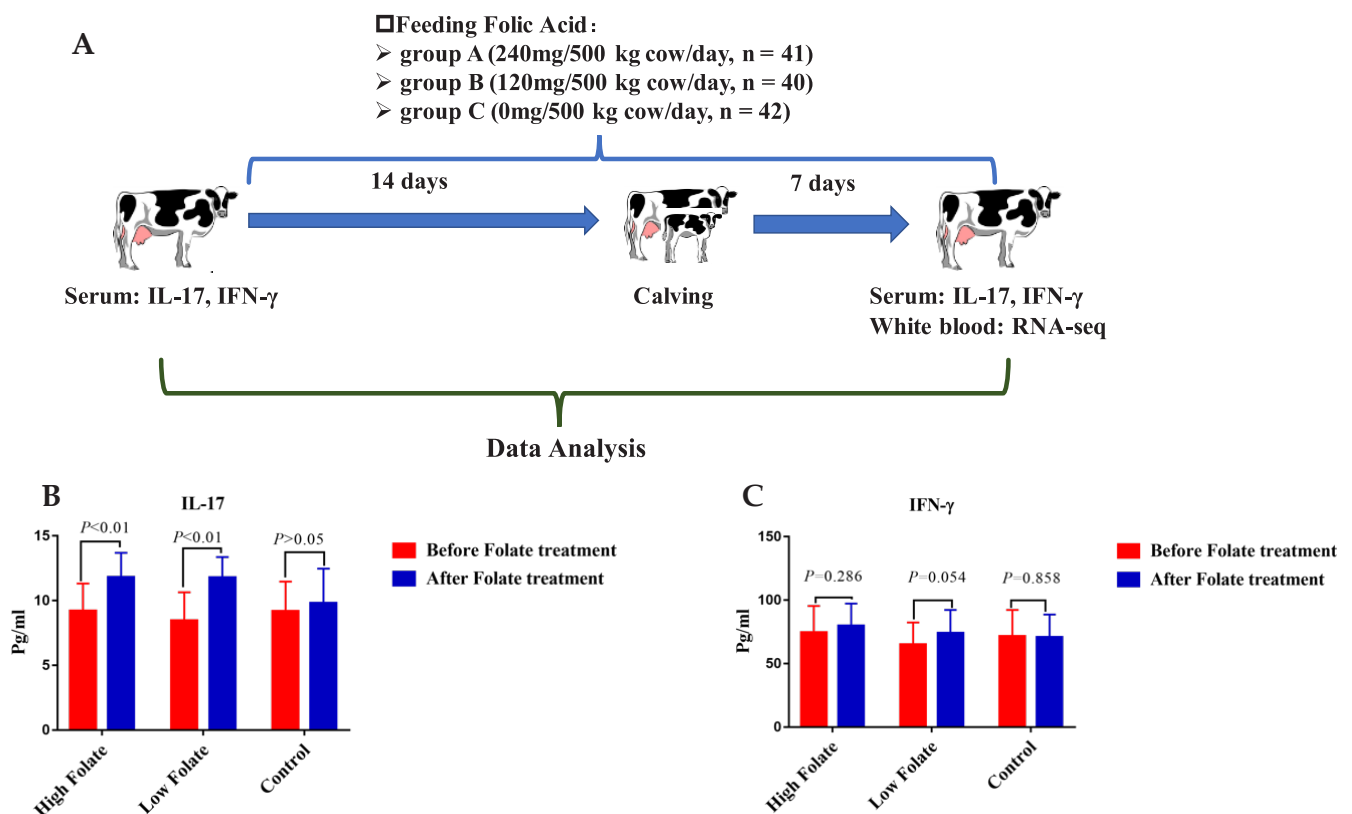 A
☐Feeding Folic Acid：
➢ group A (240mg/500 kg cow/day, n = 41)
➢ group B (120mg/500 kg cow/day, n = 40)
➢ group C (0mg/500 kg cow/day, n = 42)
14 days
7 days
Serum: IL-17, IFN-γ
Calving
Serum: IL-17, IFN-γ
White blood: RNA-seq
Data Analysis
B
IL-17
P<0.01
P<0.01
P>0.05
15
10
5
0
Pg/ml
High Folate
Low Folate
Control
Before Folate treatment
After Folate treatment
C
IFN-γ
P=0.286
P=0.054
P=0.858
150
100
50
0
Pg/ml
High Folate
Low Folate
Control
Before Folate treatment
After Folate treatment